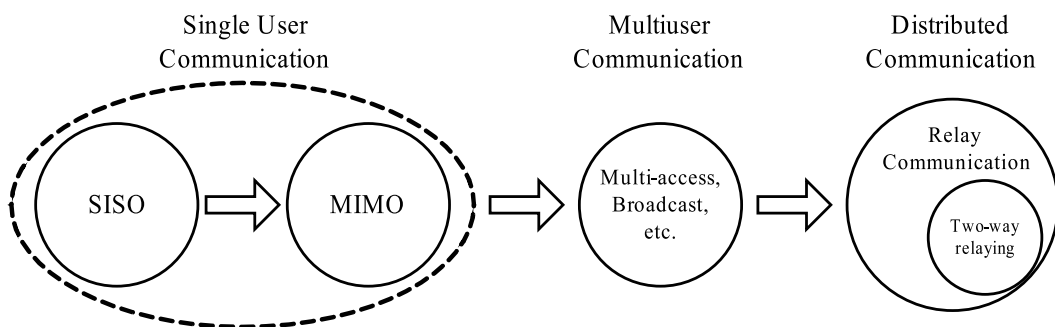 Single User
Communication
Multiuser
Communication
Distributed
Communication
SISO
MIMO
Multi-access,
Broadcast,
etc.
Relay
Communication
Two-way
relaying